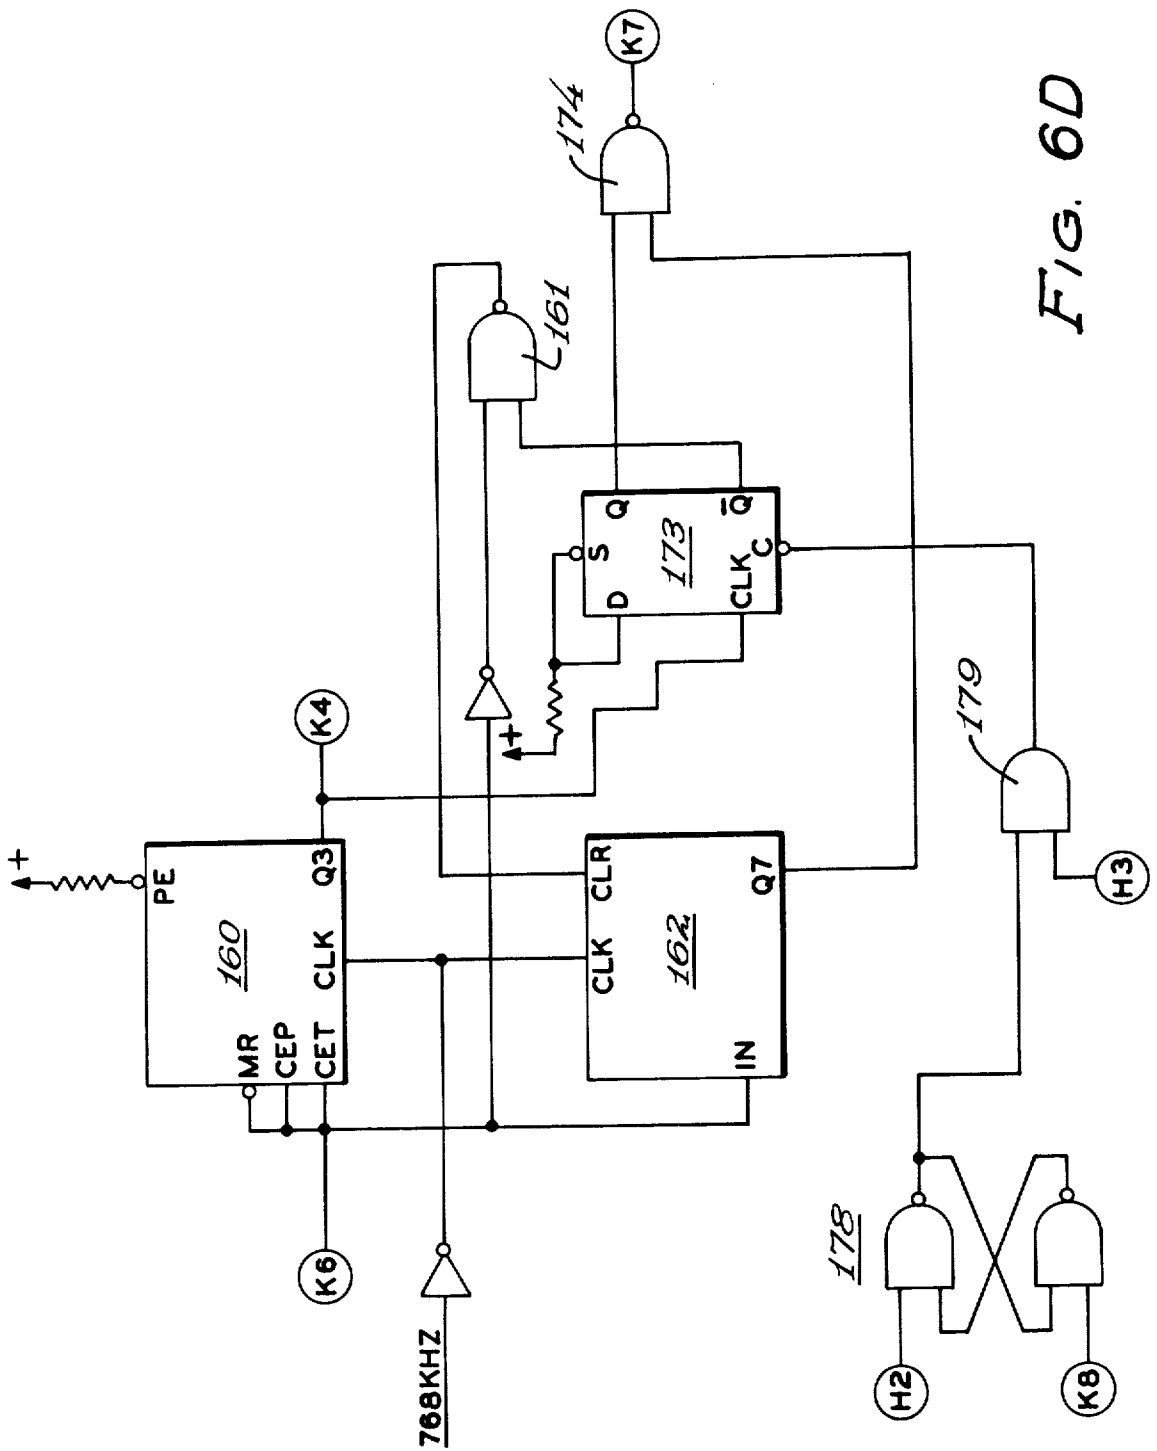 K6
768KHZ
MR
CEP
CET
160
CLK
PE
Q3
+
K4
+
161
IN
162
CLK
CLR
Q7
D
S
173
CLK
C
Q
Q̅
174
K7
178
H2
K8
H3
179
FIG. 6D